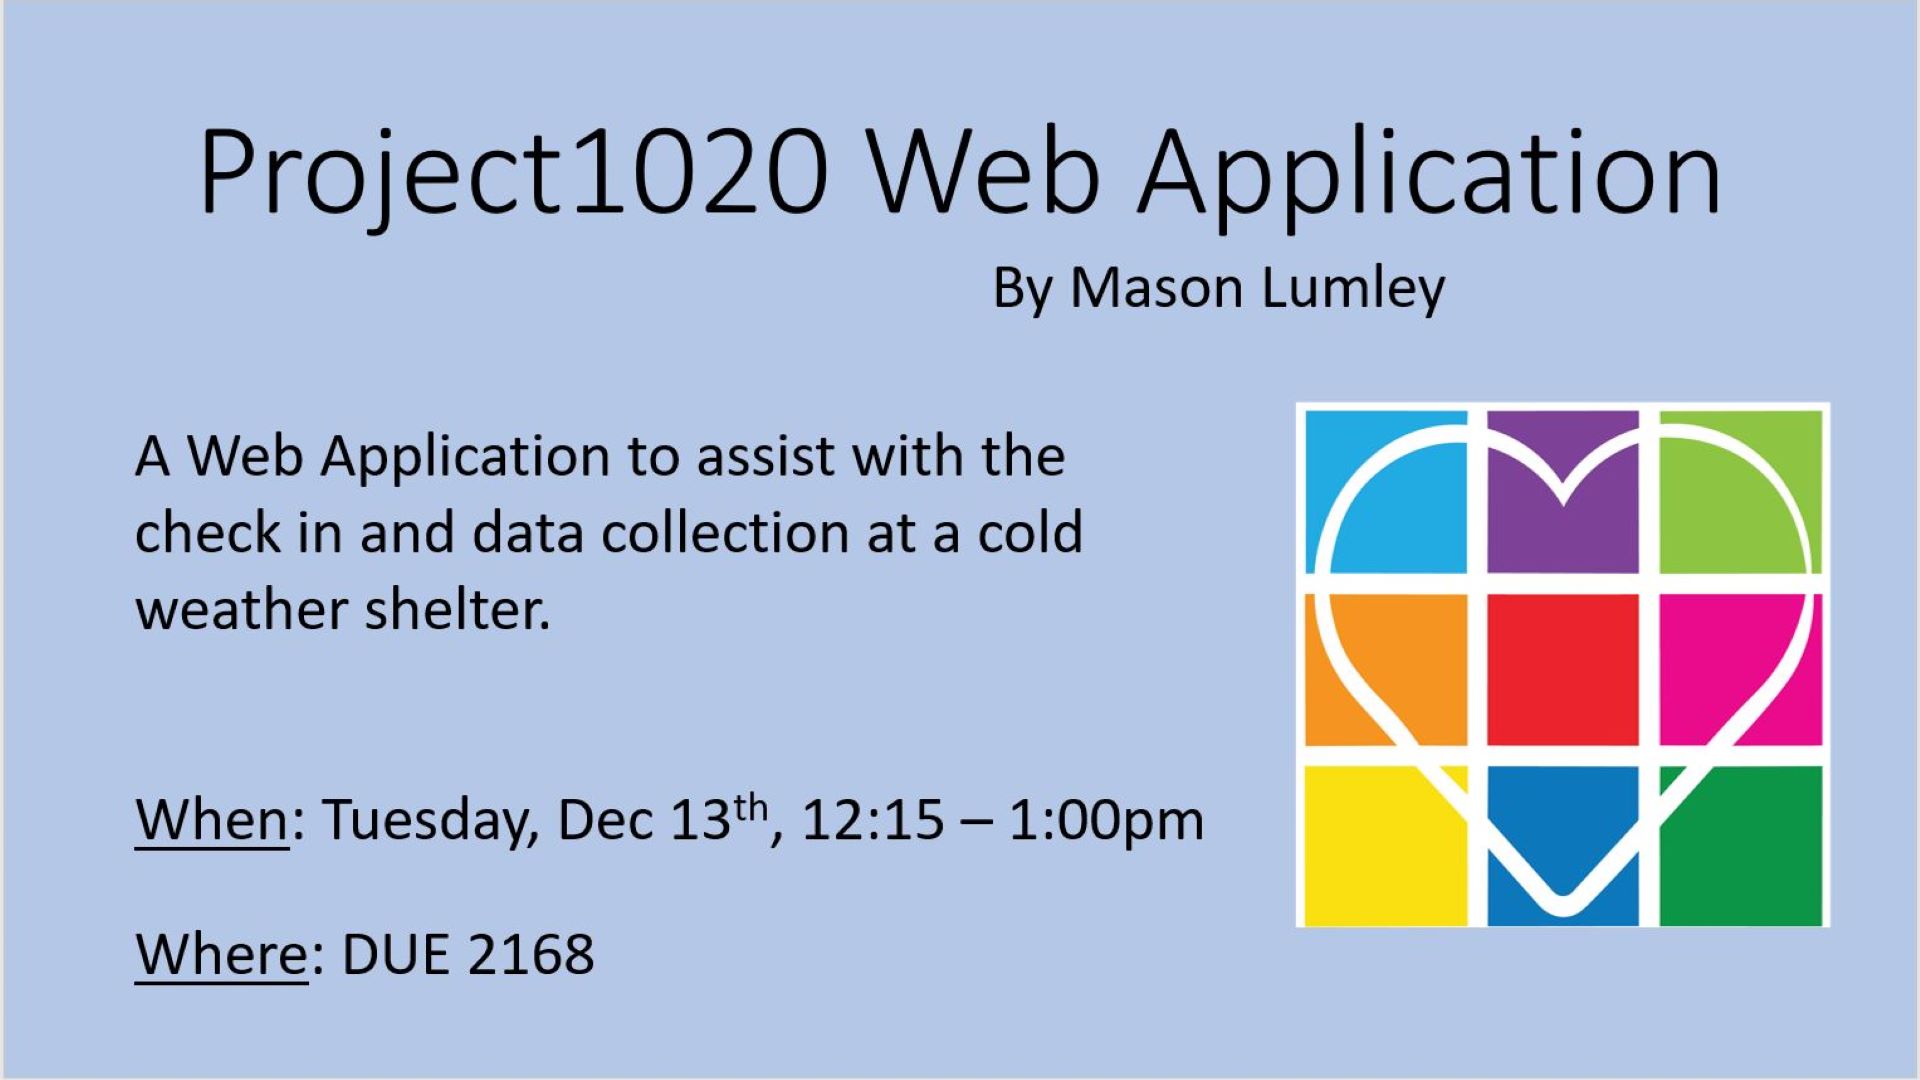 Project1020 Web Application
By Mason Lumley
A Web Application to assist with the
check in and data collection at a cold
weather shelter.
When: Tuesday, Dec 13th, 12:15 – 1:00pm
Where: DUE 2168